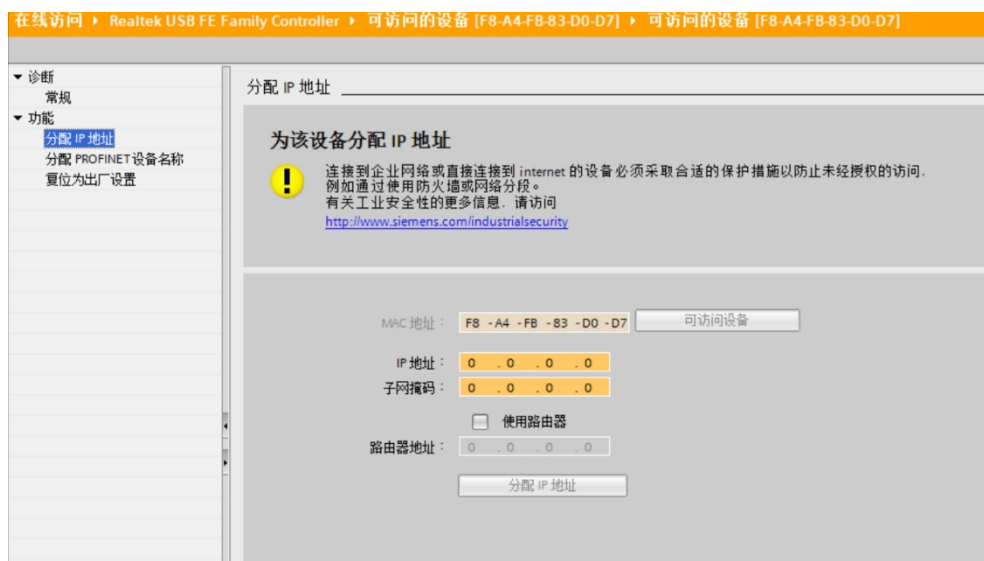 在线访问 ▸ Realtek USB FE Family Controller ▸ 可访问的设备 [F8-A4-FB-83-D0-D7] ▸ 可访问的设备 [F8-A4-FB-83-D0-D7]
诊断
常规
功能
分配 IP 地址
分配 PROFINET 设备名称
复位为出厂设置
分配 IP 地址
为该设备分配 IP 地址
连接到企业网络或直接连接到 internet 的设备必须采取合适的保护措施以防止未经授权的访问.
例如通过使用防火墙或网络分段。
有关工业安全性的更多信息. 请访问
http://www.siemens.com/industrialsecurity
MAC 地址： F8 -A4 -FB -83 -D0 -D7 可访问设备
IP 地址： 0 . 0 . 0 . 0
子网掩码： 0 . 0 . 0 . 0
使用路由器
路由器地址： 0 . 0 . 0 . 0
分配 IP 地址